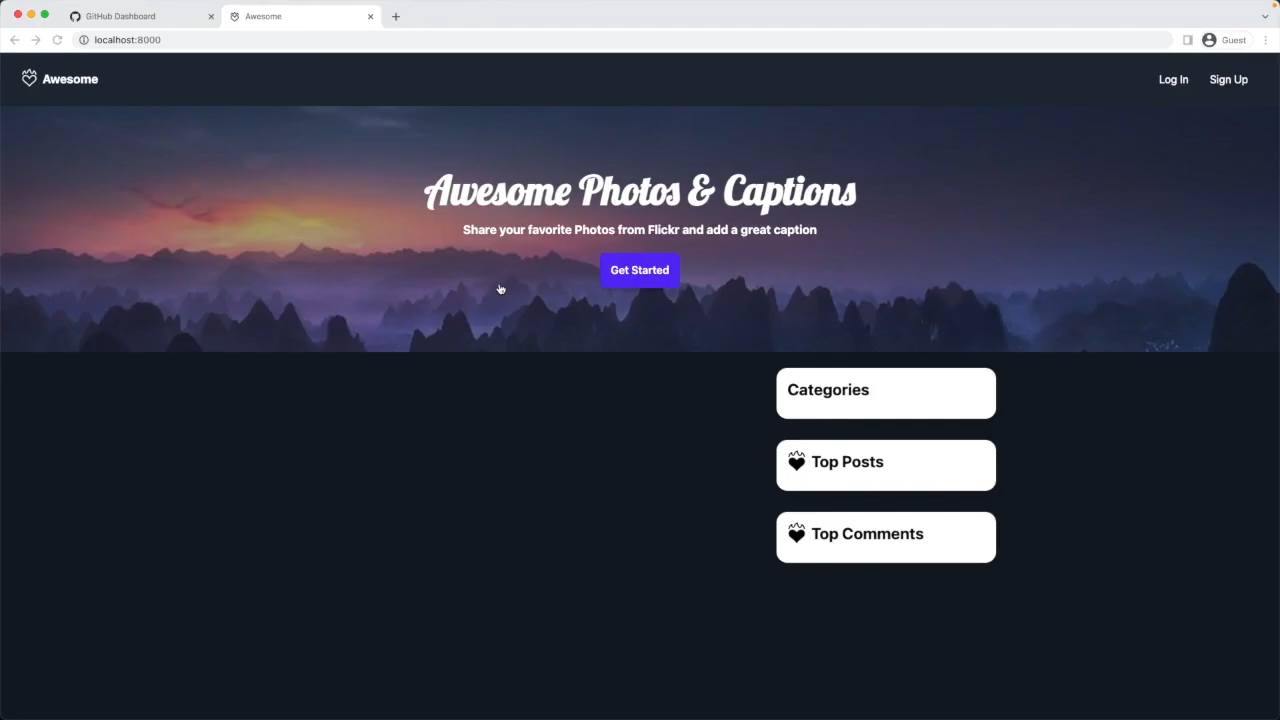 GitHub Dashboard
Awesome
localhost:8000
Guest
Awesome
Log In
Sign Up
Awesome Photos & Captions
Share your favorite Photos from Flickr and add a great caption
Get Started
Categories
Top Posts
Top Comments